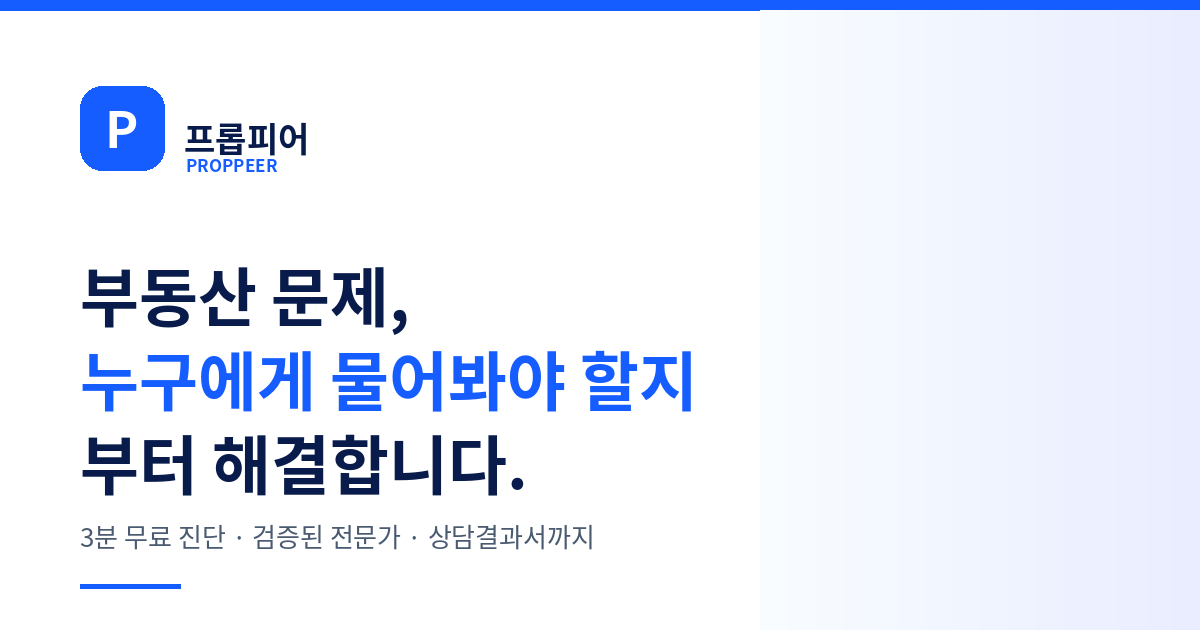 P
프롭피어
PROPPEER
부동산 문제,
누구에게 물어봐야 할지
부터 해결합니다.
3분 무료 진단 · 검증된 전문가 · 상담결과서까지